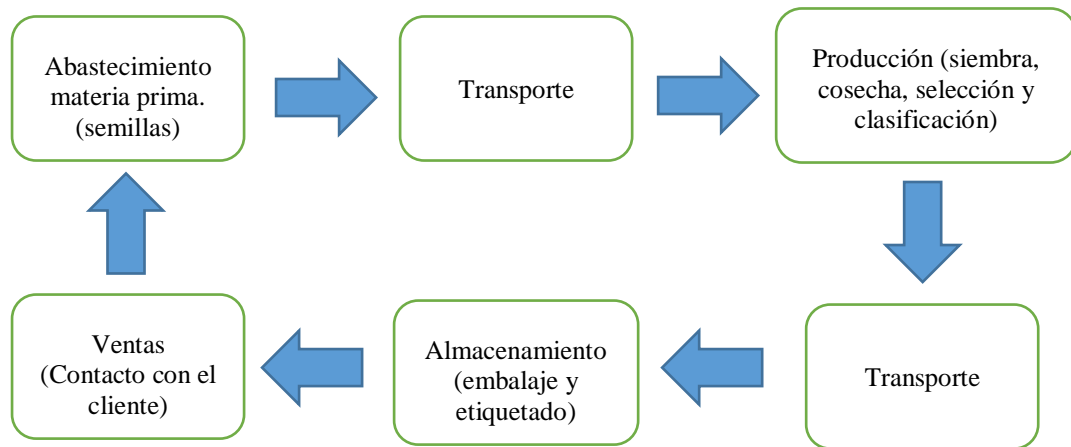 Abastecimiento
materia prima.
(semillas)
Transporte
Producción (siembra,
cosecha, selección y
clasificación)
Transporte
Almacenamiento
(embalaje y
etiquetado)
Ventas
(Contacto con el
cliente)